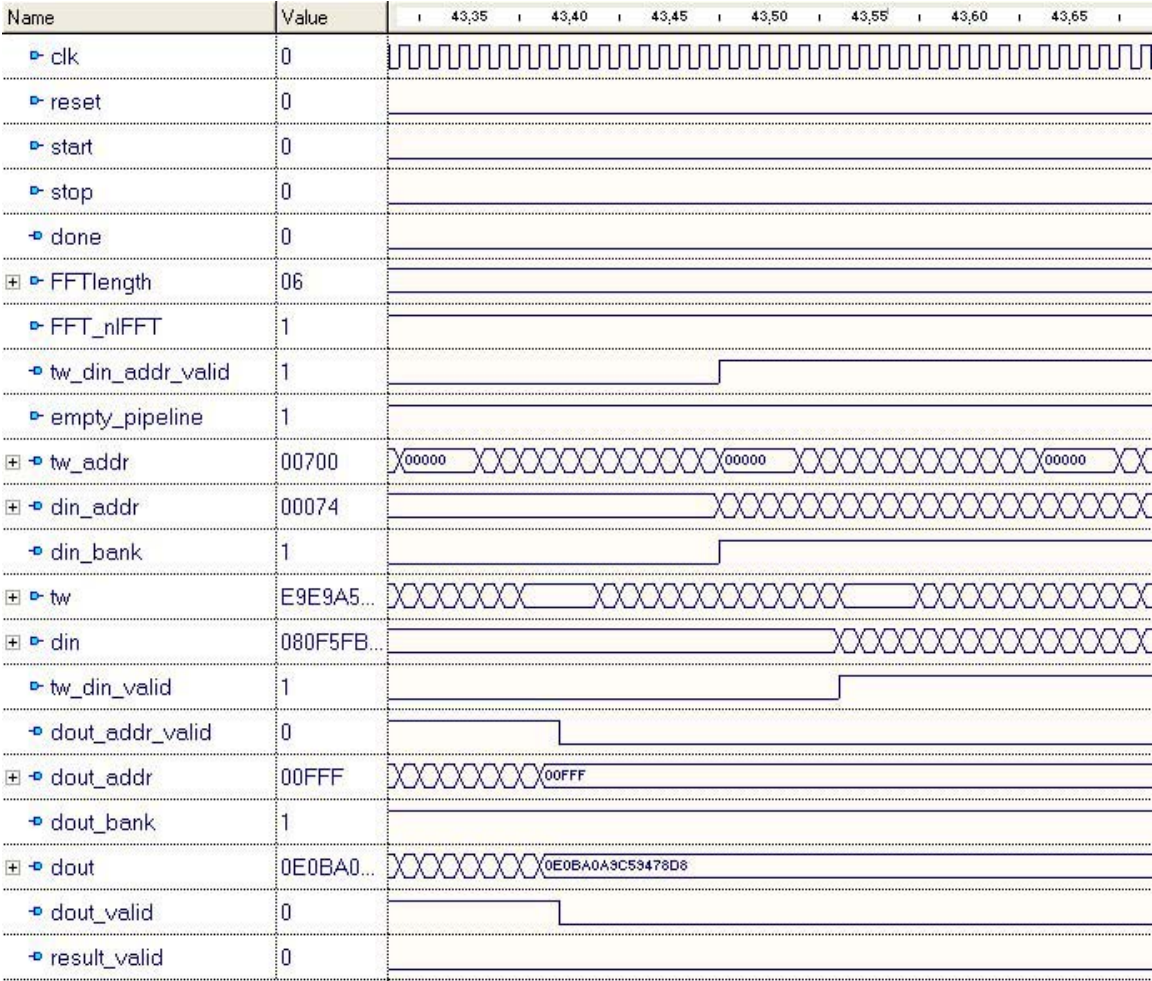 Name Value 43,35 43,40 43,45 43,50 43,55 43,60 43,65
clk 0
reset 0
start 0
stop 0
done 0
FFTlength 06
FFT_nIFFT 1
tw_din_addr_valid 1
empty_pipeline 1
tw_addr 00700 00000 00000 00000
din_addr 00074
din_bank 1
tw E9E9A5...
din 080F5FB...
tw_din_valid 1
dout_addr_valid 0
dout_addr 00FFF 00FFF
dout_bank 1
dout 0E0BA0... 0E0BA0A9C59478D8
dout_valid 0
result_valid 0